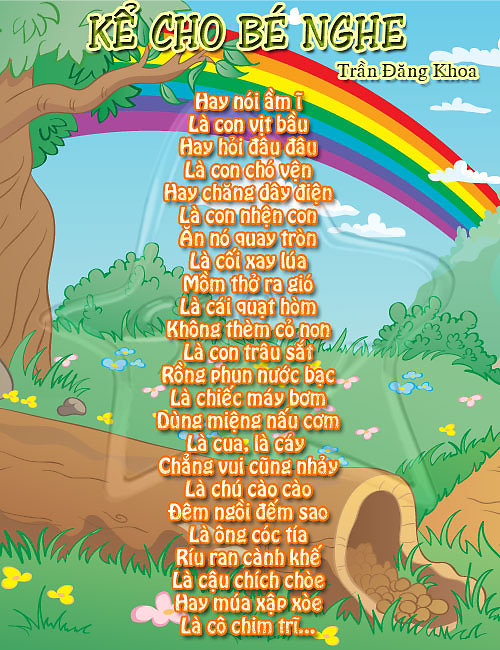 KỂ CHO BÉ NGHE
Trần Đăng Khoa
Hay nói ầm ĩ
Là con vịt bầu
Hay hỏi đâu đâu
Là con chó vện
Hay chăng dây điện
Là con nhện con
Ăn nó quay tròn
Là cối xay lúa
Mồm thở ra gió
Là cái quạt hòm
Không thèm cỏ non
Là con trâu sắt
Rồng phun nước bạc
Là chiếc máy bơm
Dùng miệng nấu cơm
Là cua, là cáy
Chẳng vui cũng nhảy
Là chú cào cào
Đêm ngồi đếm sao
Là ông cóc tía
Ríu ran cành khế
Là cậu chích chòe
Hay múa xập xòe
Là cô chim trĩ...